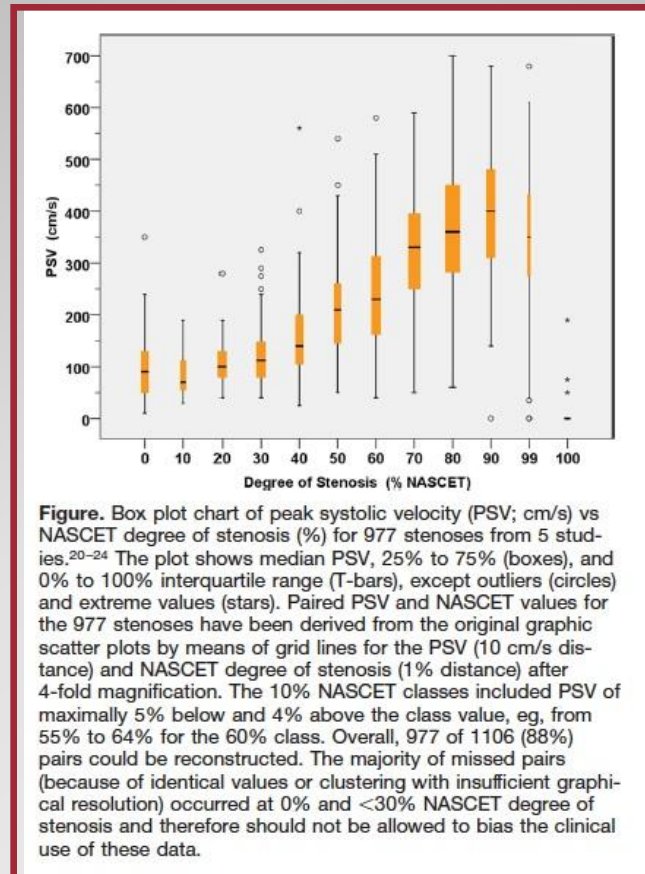 700
600
500
400
300
200
100
0
PSV (cm/s)
0 10 20 30 40 50 60 70 80 90 99 100
Degree of Stenosis (% NASCET)
Figure. Box plot chart of peak systolic velocity (PSV; cm/s) vs
NASCET degree of stenosis (%) for 977 stenoses from 5 stud-
ies.20–24 The plot shows median PSV, 25% to 75% (boxes), and
0% to 100% interquartile range (T-bars), except outliers (circles)
and extreme values (stars). Paired PSV and NASCET values for
the 977 stenoses have been derived from the original graphic
scatter plots by means of grid lines for the PSV (10 cm/s dis-
tance) and NASCET degree of stenosis (1% distance) after
4-fold magnification. The 10% NASCET classes included PSV of
maximally 5% below and 4% above the class value, eg, from
55% to 64% for the 60% class. Overall, 977 of 1106 (88%)
pairs could be reconstructed. The majority of missed pairs
(because of identical values or clustering with insufficient graphi-
cal resolution) occurred at 0% and <30% NASCET degree of
stenosis and therefore should not be allowed to bias the clinical
use of these data.